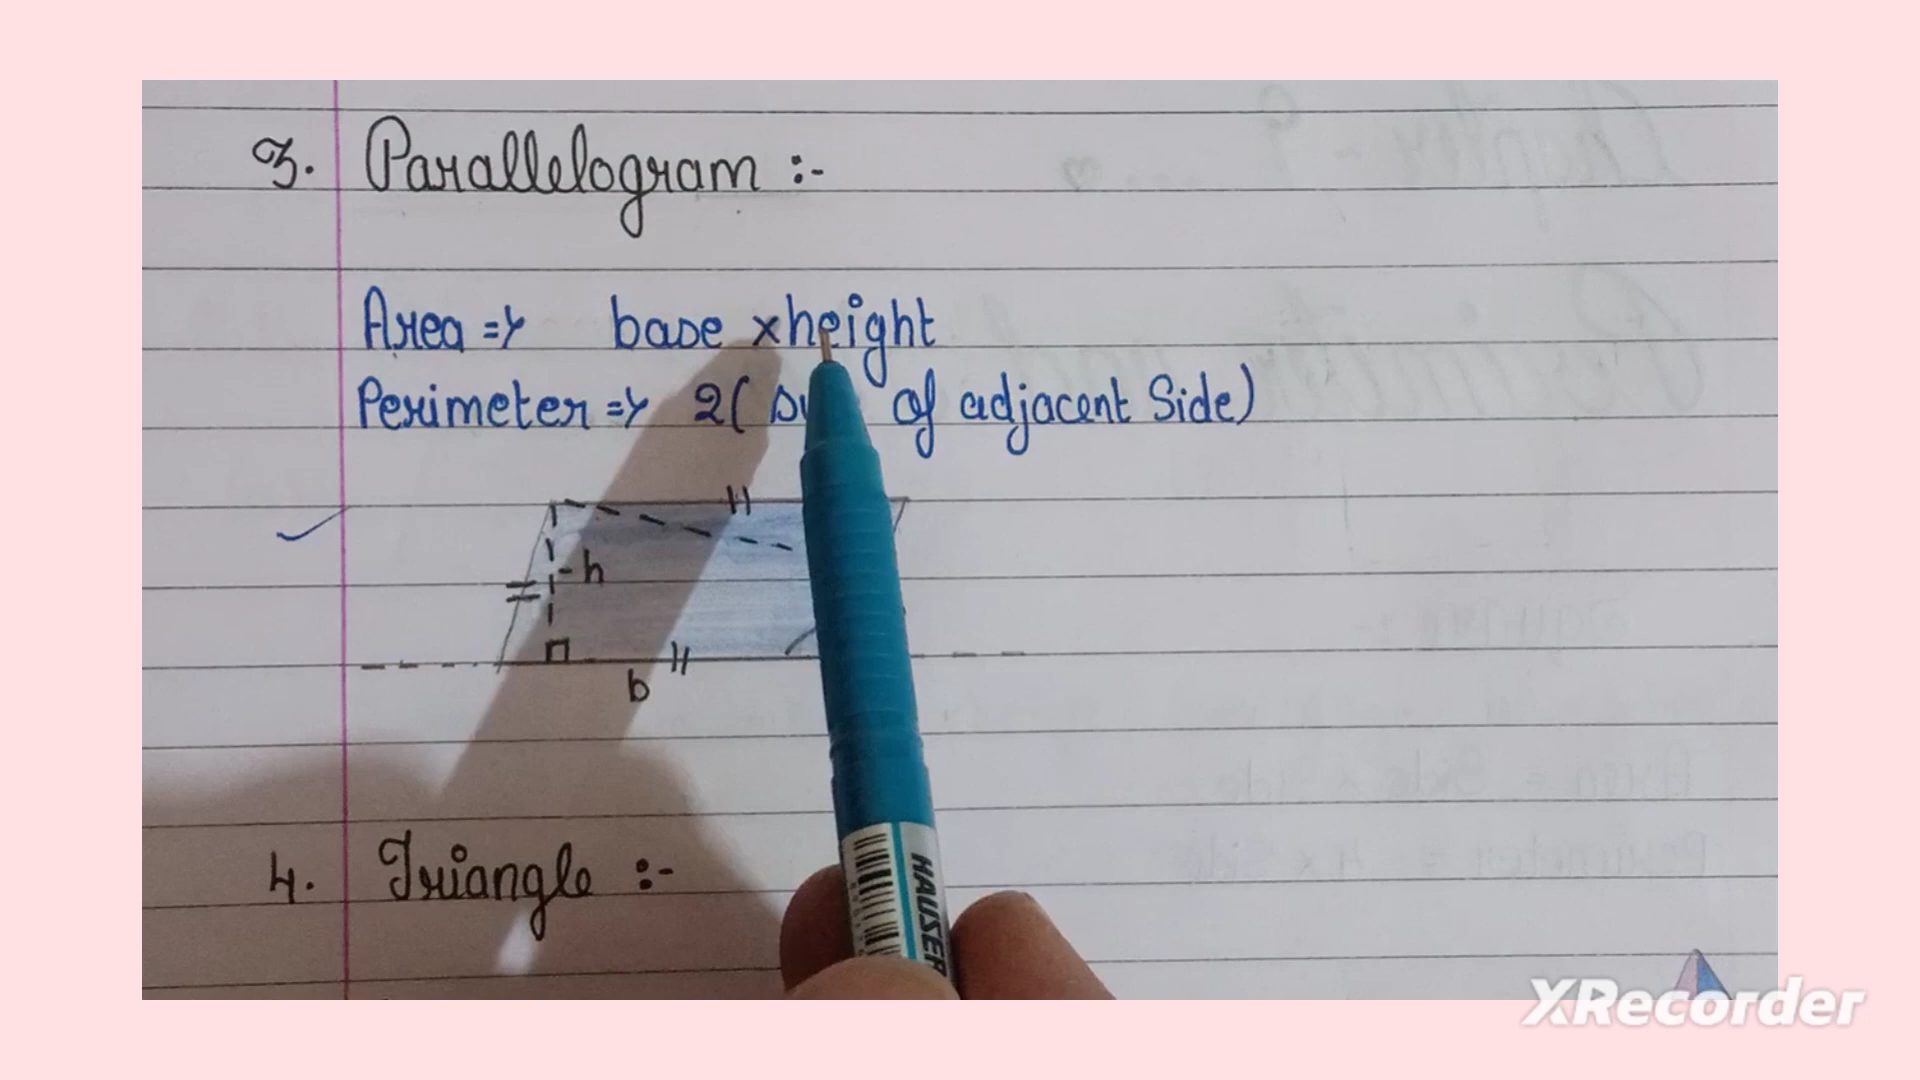 3. Parallelogram :-
Area => base × height
Perimeter => 2( of adjacent Side)
h
b
4. Triangle :-
HAUSER
XRecorder